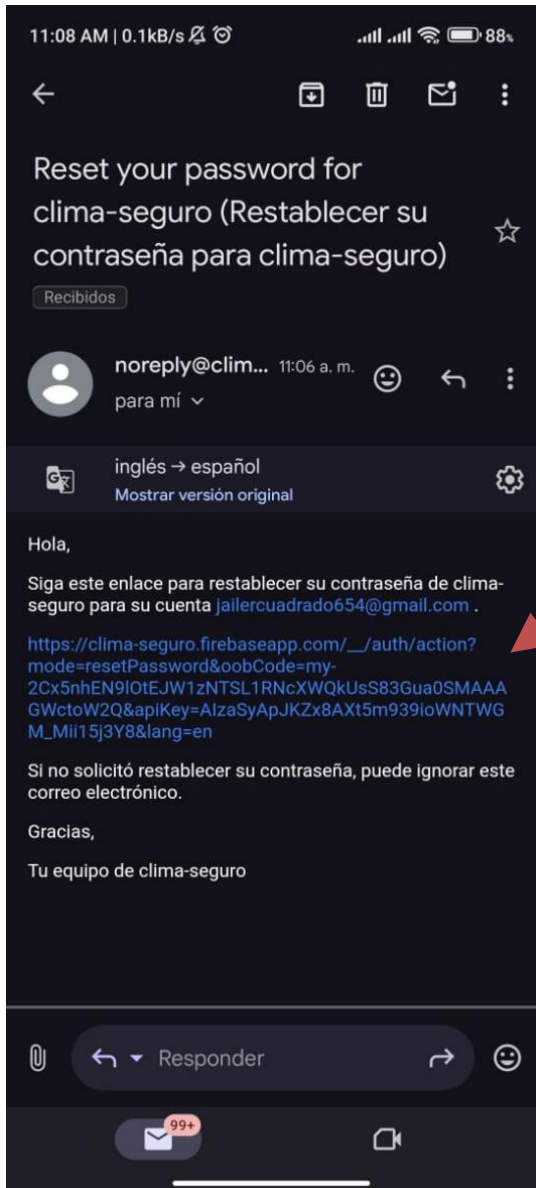 11:08 AM | 0.1kB/s 88%
Reset your password for
clima-seguro (Restablecer su
contraseña para clima-seguro)
Recibidos
noreply@clim... 11:06 a. m.
para mí
inglés → español
Mostrar versión original
Hola,
Siga este enlace para restablecer su contraseña de clima-
seguro para su cuenta jailercuadrado654@gmail.com .
https://clima-seguro.firebaseapp.com/__/auth/action?
mode=resetPassword&oobCode=my-
2Cx5nhEN9lOtEJW1zNTSL1RNcXWQkUsS83Gua0SMAAA
GWctoW2Q&apiKey=AIzaSyApJKZx8AXt5m939ioWNTWG
M_Mii15j3Y8&lang=en
Si no solicitó restablecer su contraseña, puede ignorar este
correo electrónico.
Gracias,
Tu equipo de clima-seguro
Responder
99+